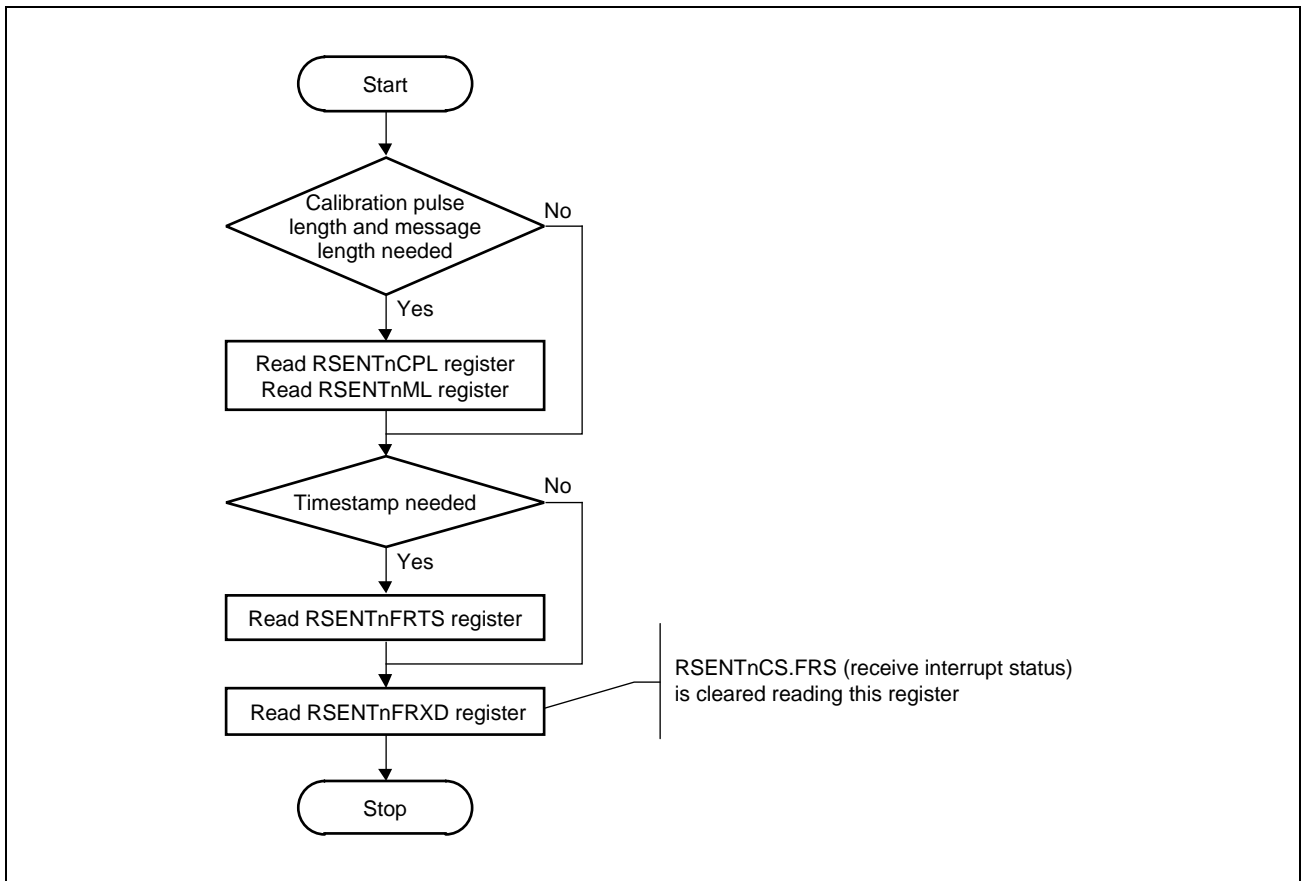 Start
Calibration pulse
length and message
length needed
No
Yes
Read RSENTnCPL register
Read RSENTnML register
Timestamp needed
No
Yes
Read RSENTnFRTS register
RSENTnCS.FRS (receive interrupt status)
is cleared reading this register
Read RSENTnFRXD register
Stop